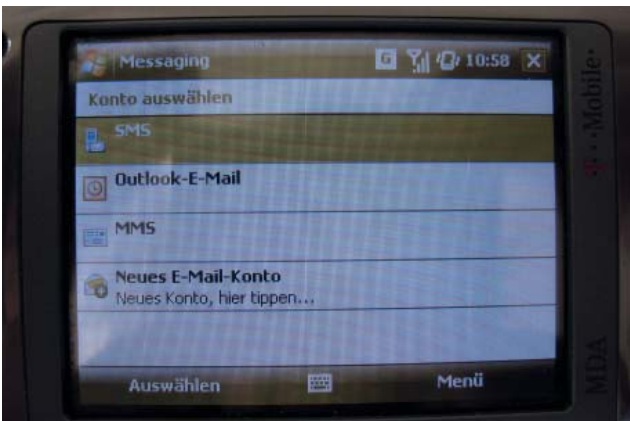 Messaging
G
10:58
X
Konto auswählen
SMS
Outlook-E-Mail
MMS
Neues E-Mail-Konto
Neues Konto, hier tippen...
Auswählen
Menü
T··Mobile·
MDA